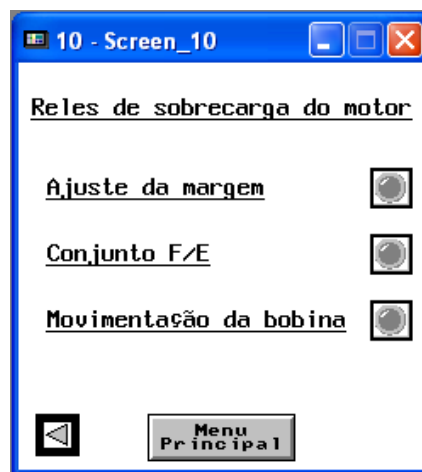 10 - Screen_10
Reles de sobrecarga do motor
Ajuste da margem
Conjunto F/E
Movimentação da bobina
Menu
Principal